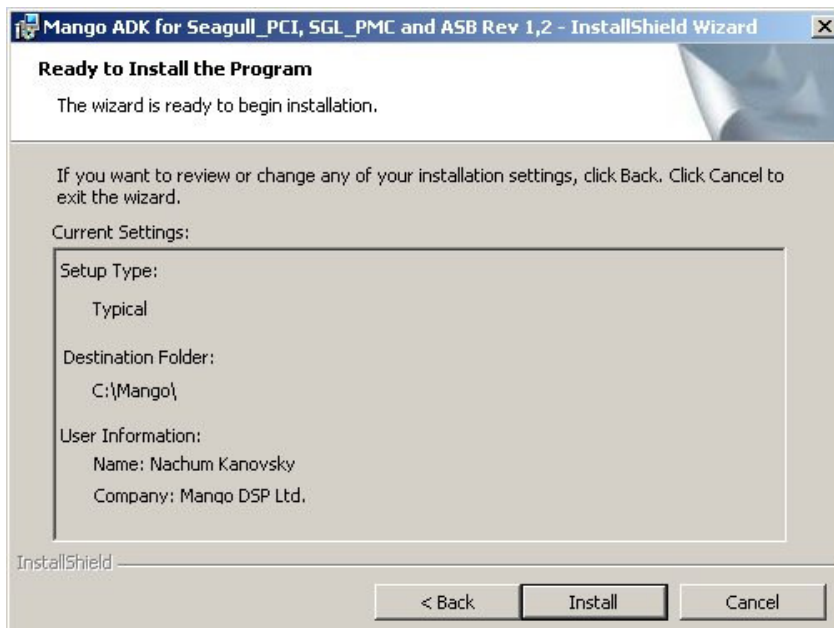 Mango ADK for Seagull_PCI, SGL_PMC and ASB Rev 1,2 - InstallShield Wizard
Ready to Install the Program
The wizard is ready to begin installation.
If you want to review or change any of your installation settings, click Back. Click Cancel to
exit the wizard.
Current Settings:
Setup Type:
Typical
Destination Folder:
C:\Mango\
User Information:
Name: Nachum Kanovsky
Company: Mango DSP Ltd.
InstallShield
< Back Install Cancel